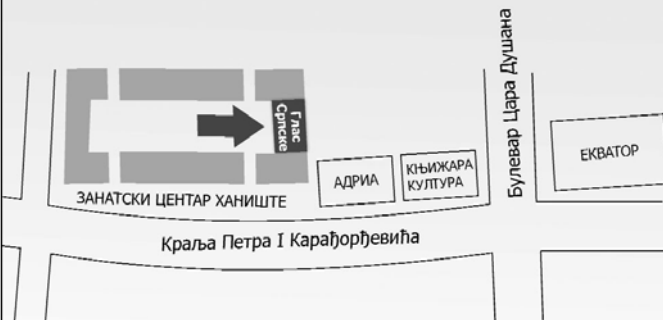 Булевар Цара Душана
Глас
Српске
ЕКВАТОР
КЊИЖАРА
КУЛТУРА
АДРИА
ЗАНАТСКИ ЦЕНТАР ХАНИШТЕ
Краља Петра I Карађорђевића